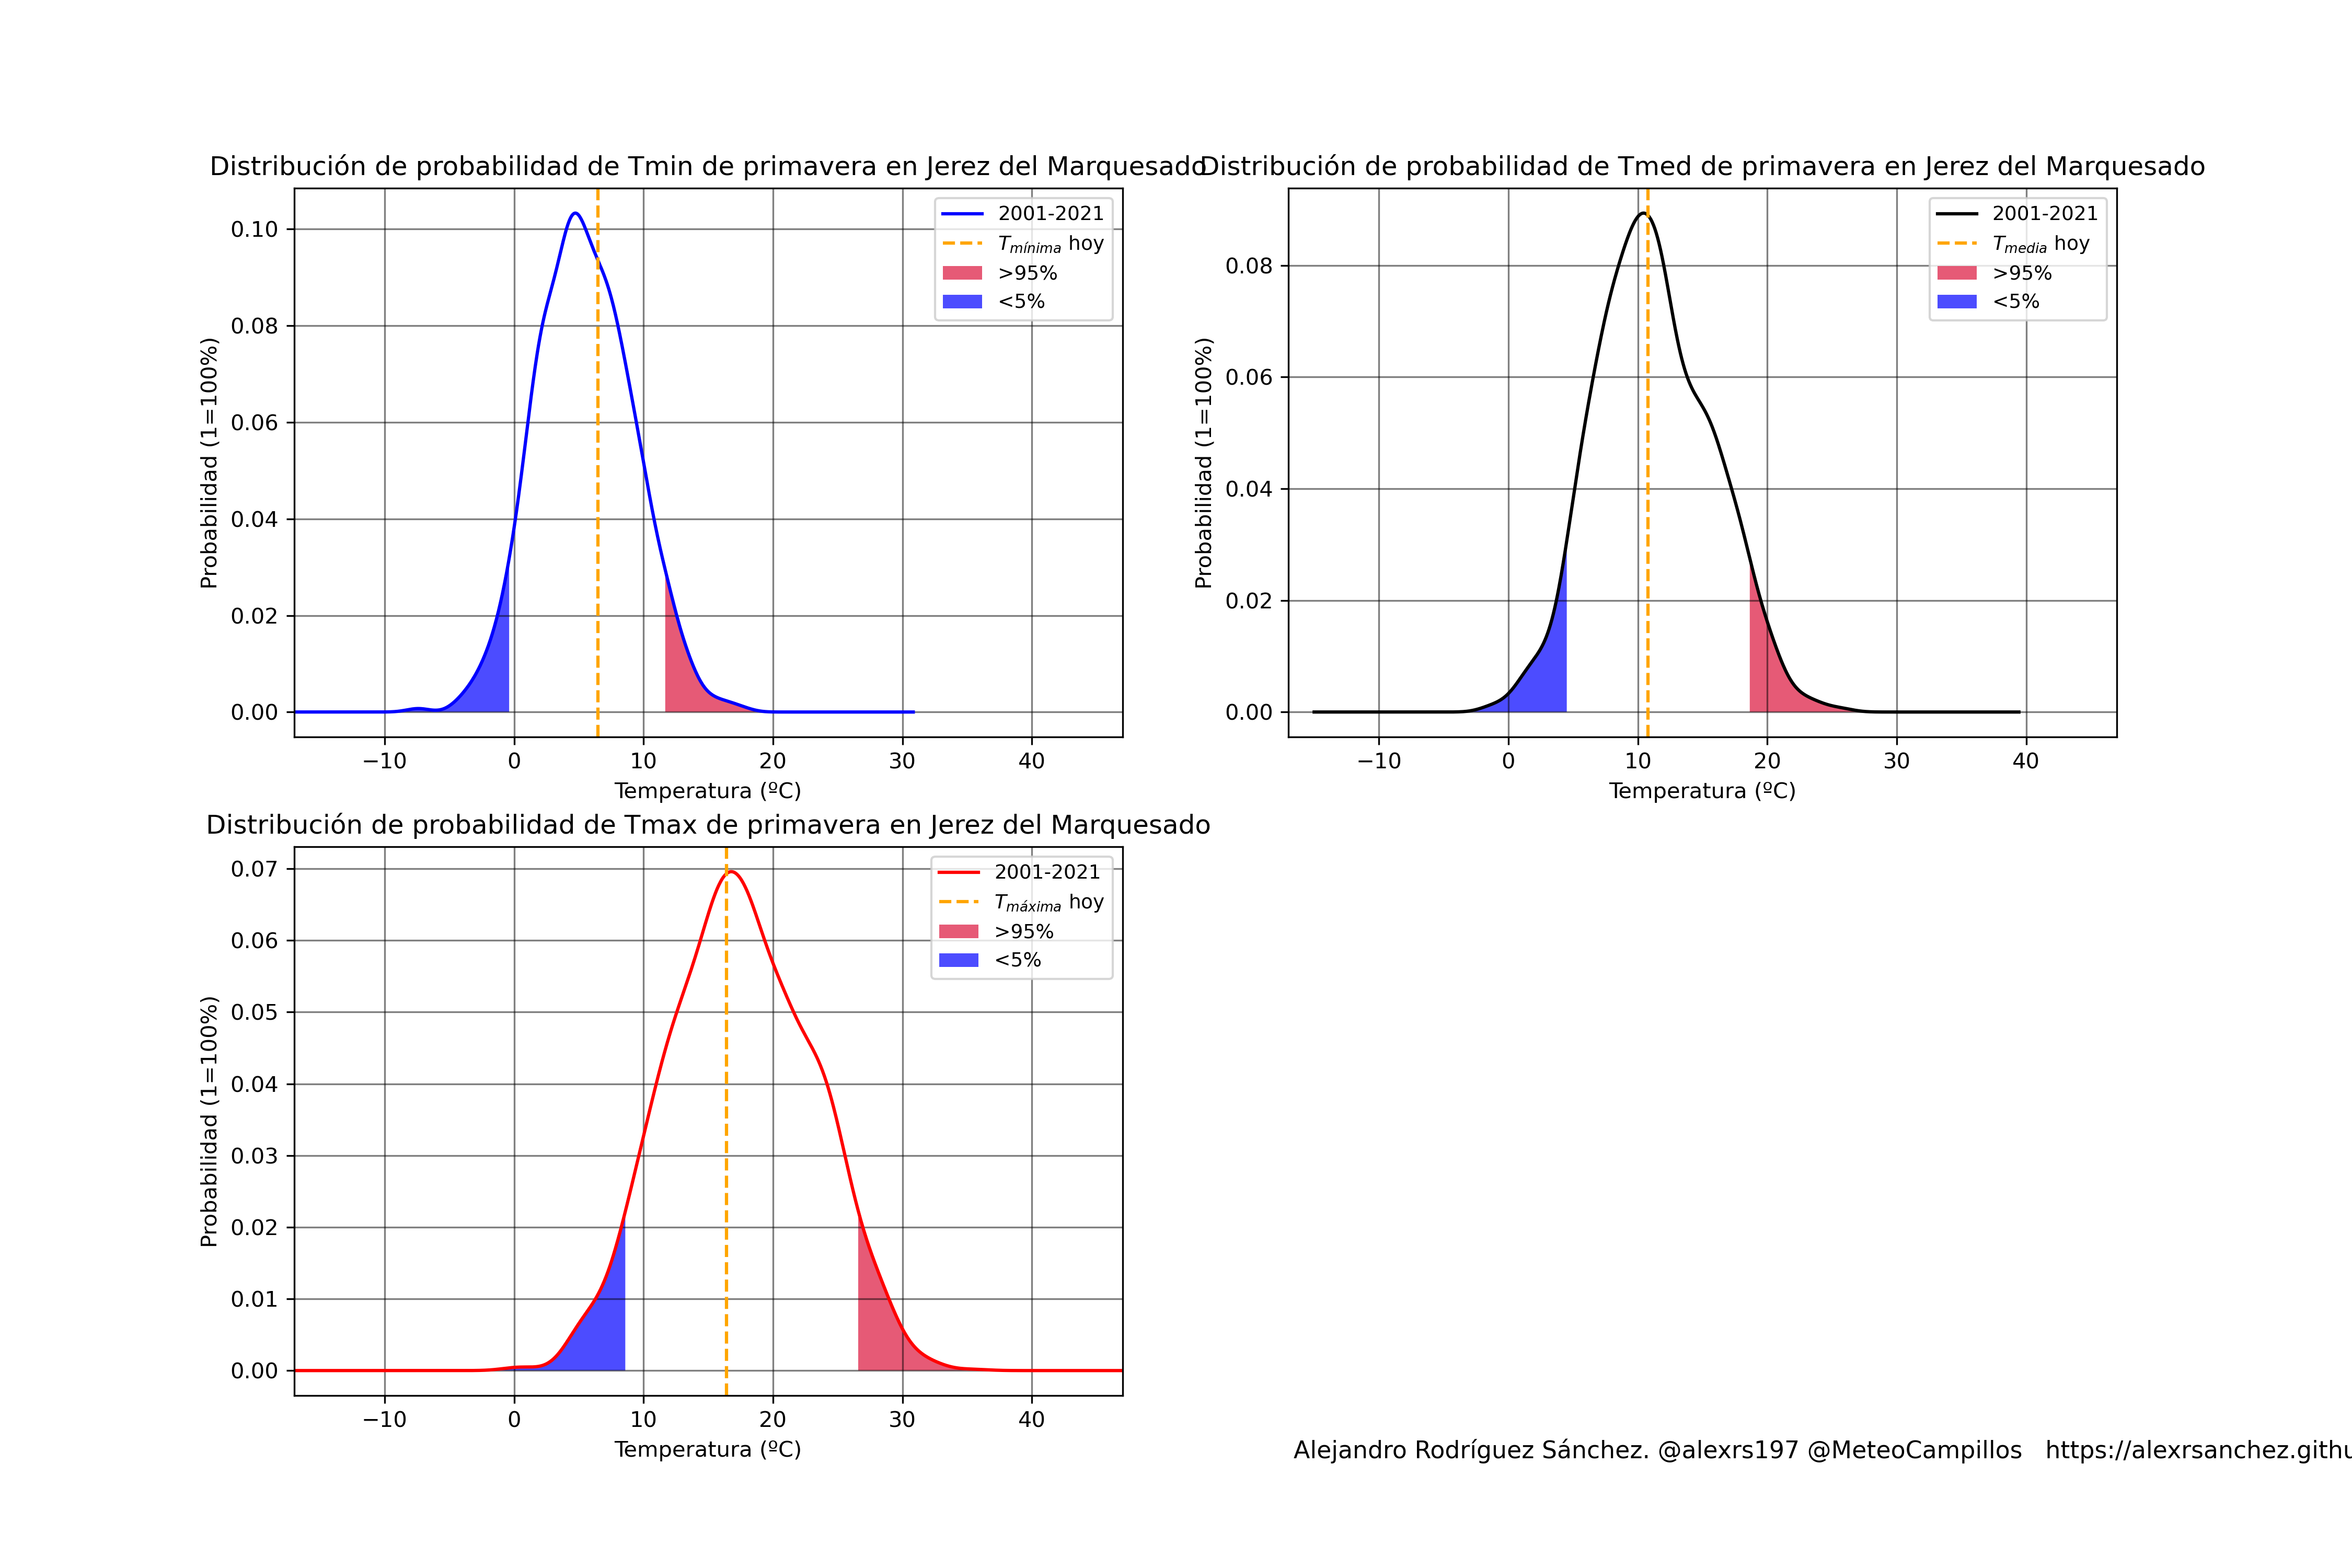 Distribución de probabilidad de Tmin de primavera en Jerez del Marquesado
2001-2021
Tmínima hoy
>95%
<5%
Probabilidad (1=100%)
0.10
0.08
0.06
0.04
0.02
0.00
−10 0 10 20 30 40
Temperatura (ºC)
Distribución de probabilidad de Tmed de primavera en Jerez del Marquesado
2001-2021
Tmedia hoy
>95%
<5%
Probabilidad (1=100%)
0.08
0.06
0.04
0.02
0.00
−10 0 10 20 30 40
Temperatura (ºC)
Distribución de probabilidad de Tmax de primavera en Jerez del Marquesado
2001-2021
Tmáxima hoy
>95%
<5%
Probabilidad (1=100%)
0.07
0.06
0.05
0.04
0.03
0.02
0.01
0.00
−10 0 10 20 30 40
Temperatura (ºC)
Alejandro Rodríguez Sánchez. @alexrs197 @MeteoCampillos https://alexrsanchez.githu